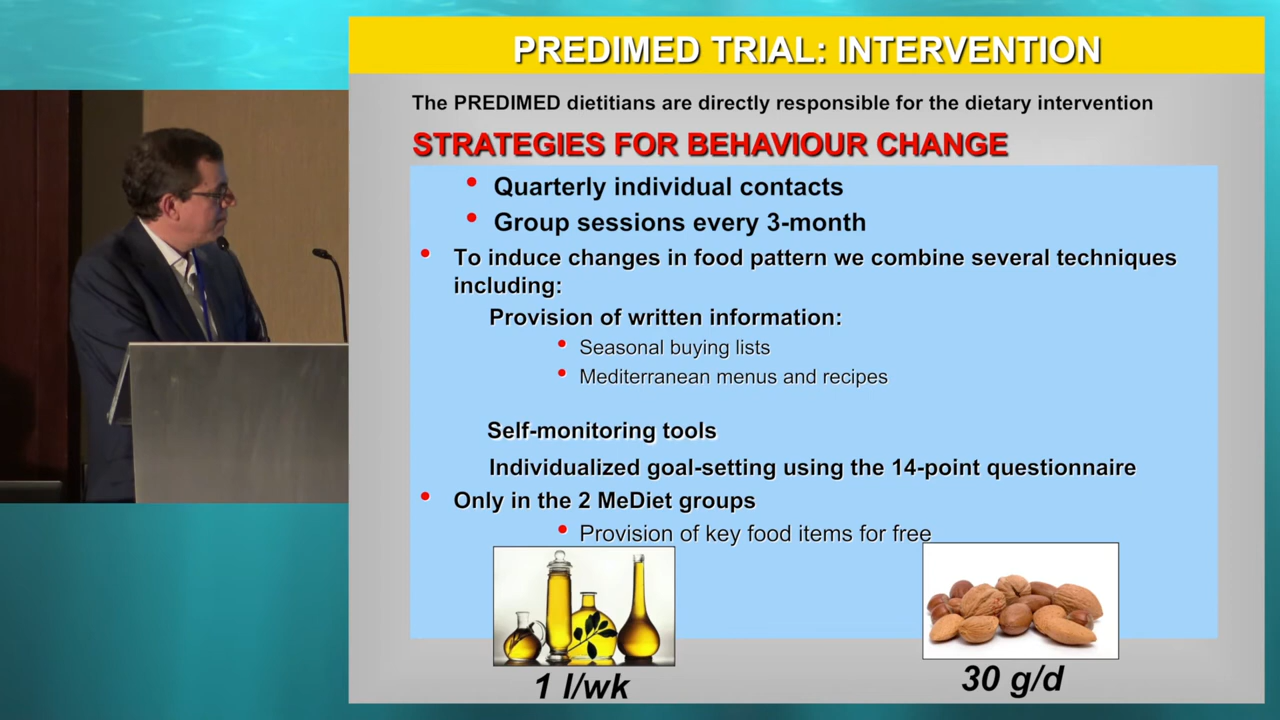 PREDIMED TRIAL: INTERVENTION
The PREDIMED dietitians are directly responsible for the dietary intervention
STRATEGIES FOR BEHAVIOUR CHANGE
• Quarterly individual contacts
• Group sessions every 3-month
• To induce changes in food pattern we combine several techniques
including:
Provision of written information:
• Seasonal buying lists
• Mediterranean menus and recipes
Self-monitoring tools
Individualized goal-setting using the 14-point questionnaire
• Only in the 2 MeDiet groups
• Provision of key food items for free
1 l/wk
30 g/d